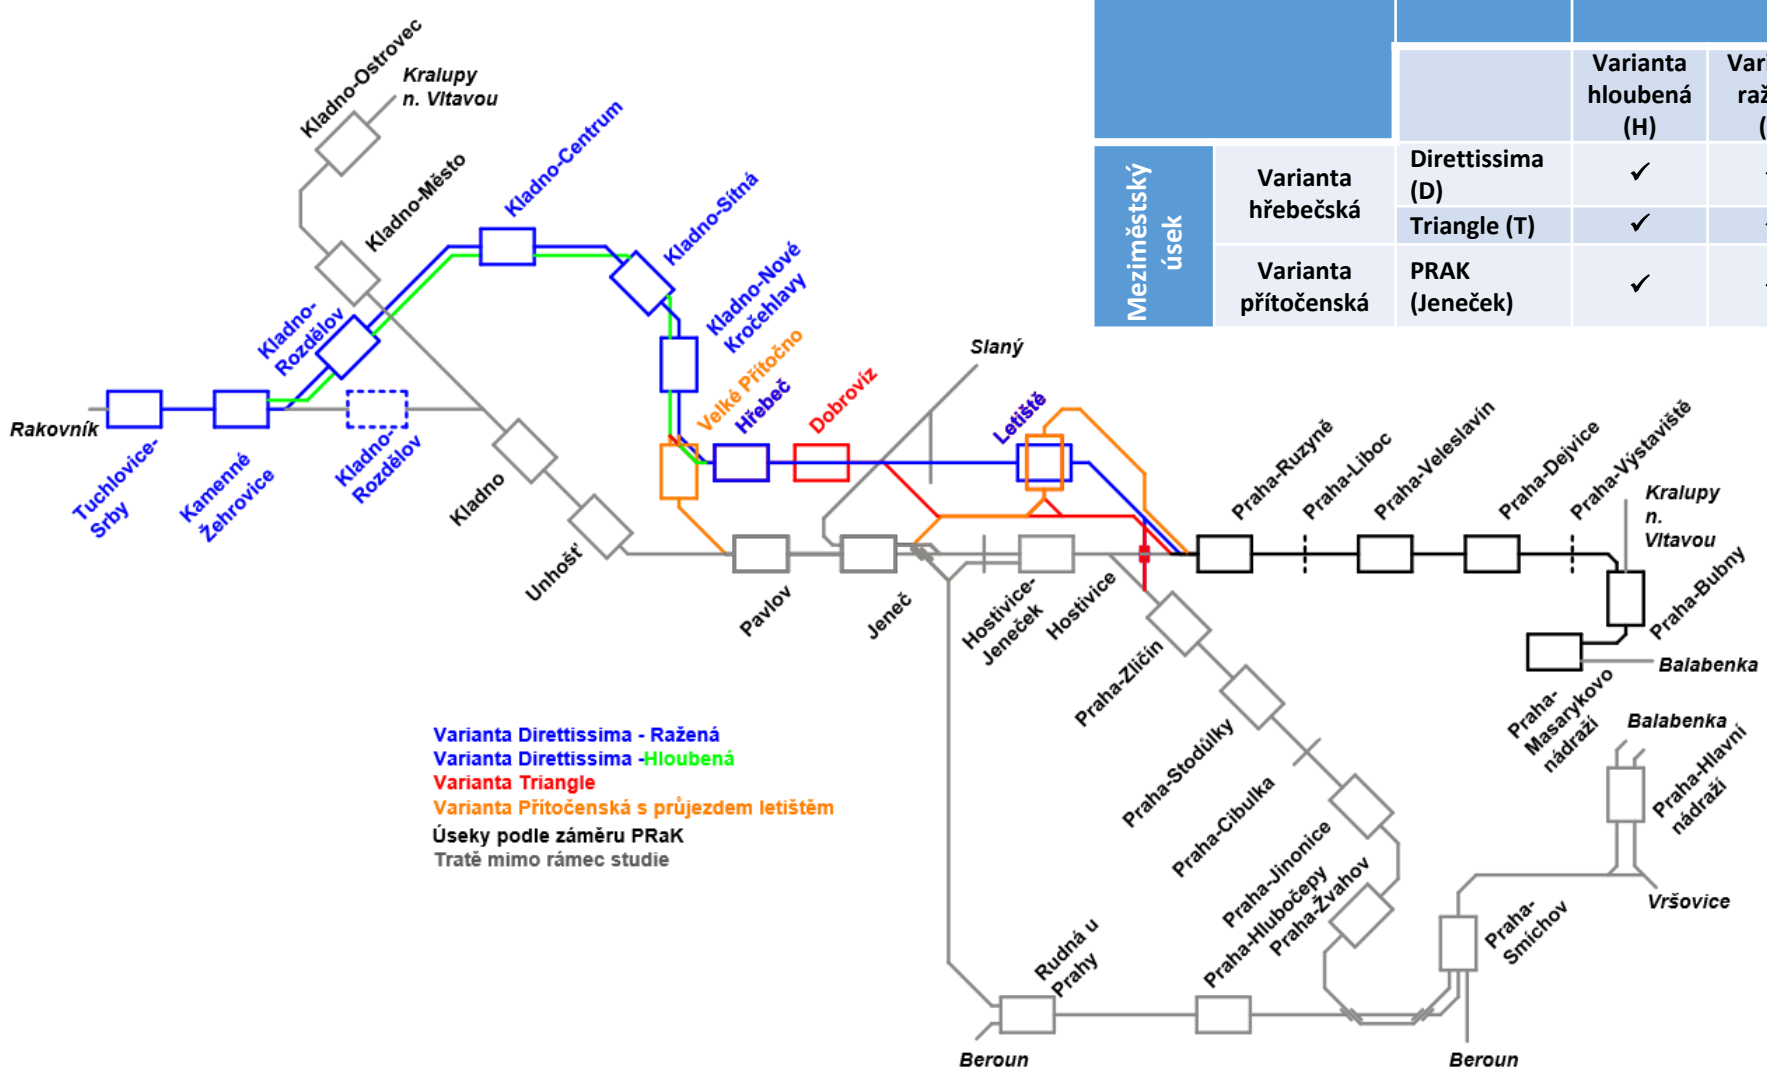 Varianta
hloubená
(H)
Direttissima
(D)
Triangle (T)
PRAK
(Jeneček)
Varianta
hřebečská
Varianta
přítočenská
Meziměstský
úsek
✓
✓
✓
Kladno-Ostrovec
Kralupy
n. Vltavou
Kladno-Město
Kladno-Centrum
Kladno-Sítná
Kladno-Nové
Kročehlavy
Kladno-
Rozdělov
Velké Přítočno
Hřebeč
Dobrovíz
Slaný
Letiště
Rakovník
Tuchlovice-
Srby
Kamenné
Žehrovice
Kladno-
Rozdělov
Kladno
Unhošť
Pavlov
Jeneč
Hostivice-
Jeneček
Hostivice
Praha-Ruzyně
Praha-Liboc
Praha-Veleslavín
Praha-Dejvice
Praha-Výstaviště
Kralupy
n.
Vltavou
Praha-Bubny
Balabenka
Praha-
Masarykovo
nádraží
Praha-Zličín
Praha-Stodůlky
Praha-Cibulka
Praha-Jinonice
Praha-Hlubočepy
Praha-Žvahov
Balabenka
Praha-Hlavní
nádraží
Vršovice
Praha-
Smíchov
Rudná u
Prahy
Beroun
Beroun
Varianta Direttissima - Ražená
Varianta Direttissima -Hloubená
Varianta Triangle
Varianta Přítočenská s průjezdem letištěm
Úseky podle záměru PRaK
Tratě mimo rámec studie